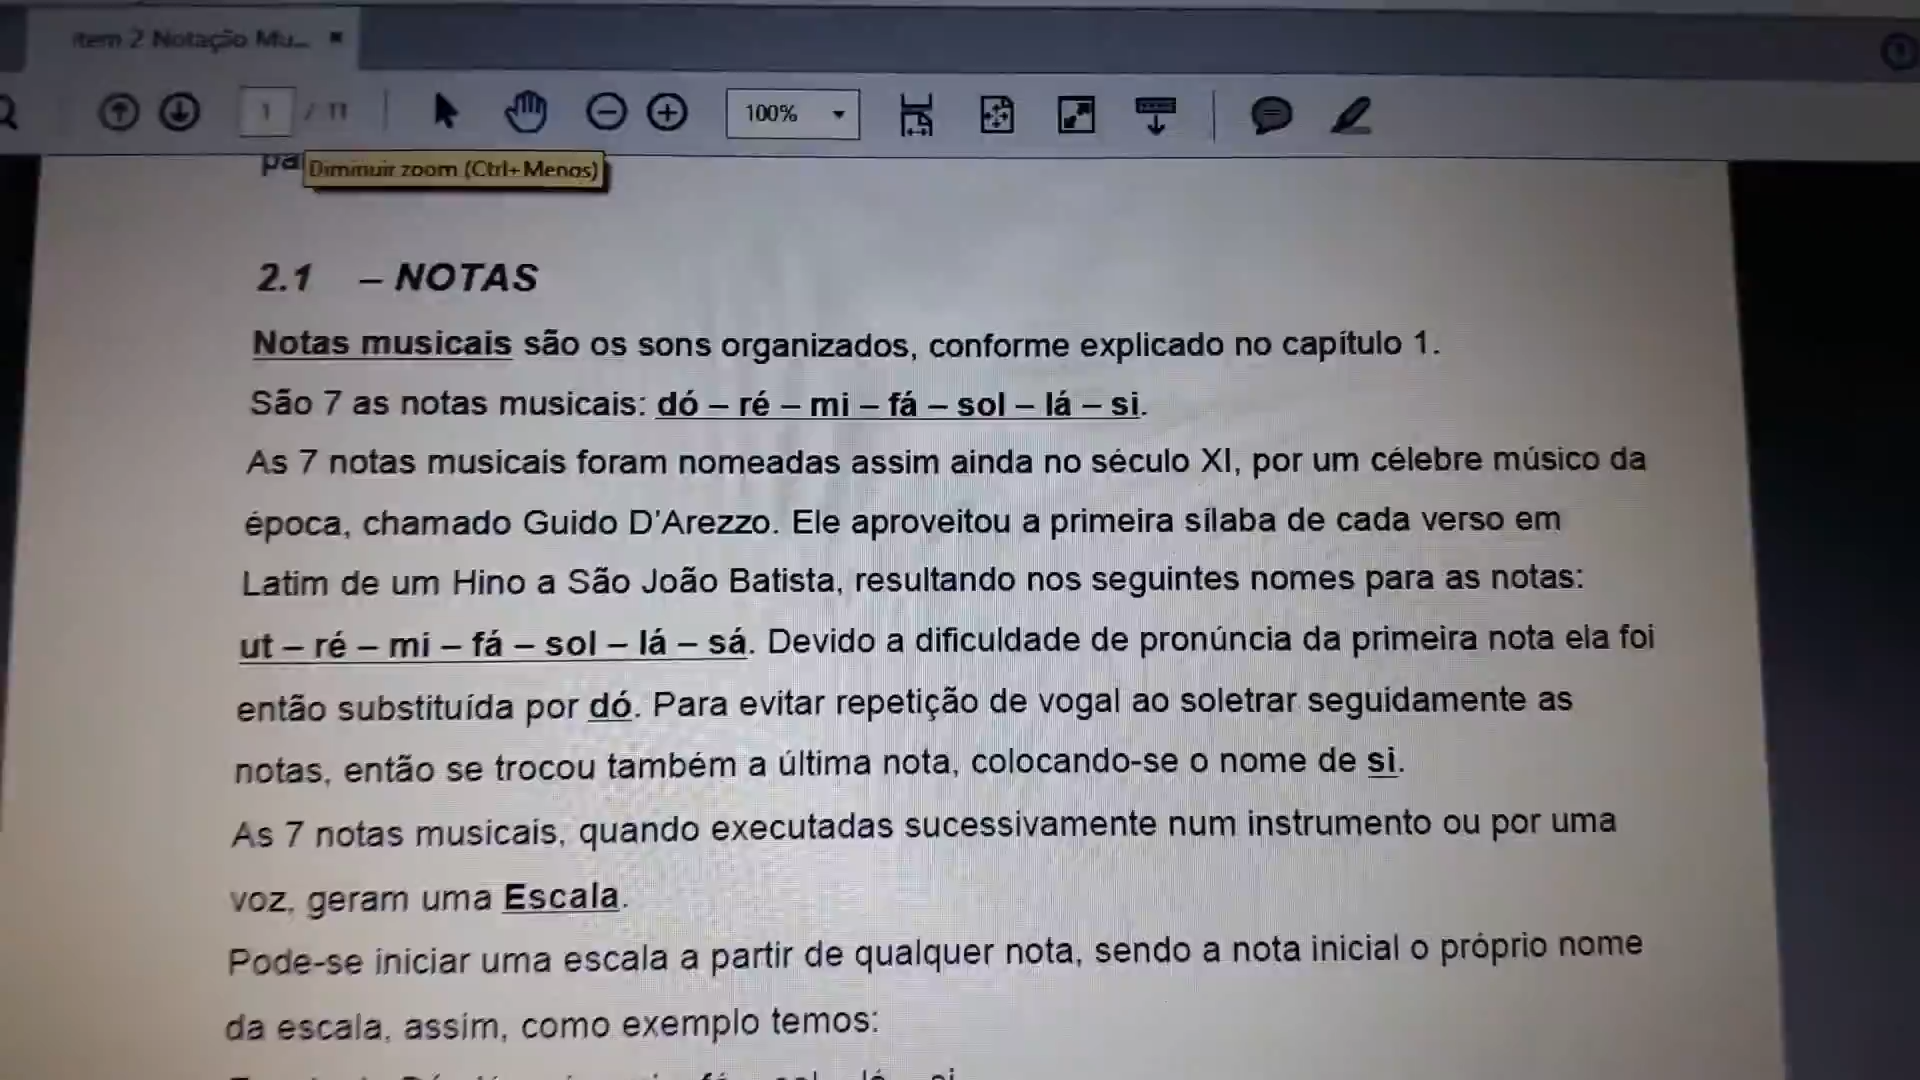 item 2 Notação Mu...
1 / 11
100%
Diminuir zoom (Ctrl+Menos)
2.1 – NOTAS
Notas musicais são os sons organizados, conforme explicado no capítulo 1.
São 7 as notas musicais: dó – ré – mi – fá – sol – lá – si.
As 7 notas musicais foram nomeadas assim ainda no século XI, por um célebre músico da
época, chamado Guido D'Arezzo. Ele aproveitou a primeira sílaba de cada verso em
Latim de um Hino a São João Batista, resultando nos seguintes nomes para as notas:
ut – ré – mi – fá – sol – lá – sá. Devido a dificuldade de pronúncia da primeira nota ela foi
então substituída por dó. Para evitar repetição de vogal ao soletrar seguidamente as
notas, então se trocou também a última nota, colocando-se o nome de si.
As 7 notas musicais, quando executadas sucessivamente num instrumento ou por uma
voz, geram uma Escala.
Pode-se iniciar uma escala a partir de qualquer nota, sendo a nota inicial o próprio nome
da escala, assim, como exemplo temos: